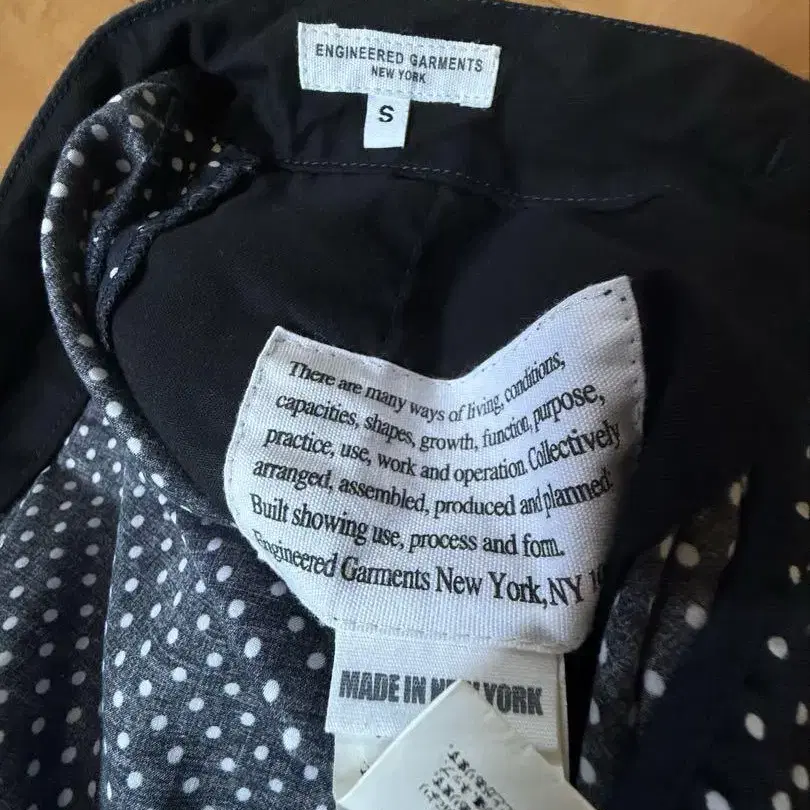 ENGINEERED GARMENTS
NEW YORK
S
There are many ways of living, conditions,
capacities, shapes, growth, function, purpose,
practice, use, work and operation. Collectively
arranged, assembled, produced and planned.
Built showing use, process and form.
Engineered Garments New York, NY
MADE IN NEW YORK